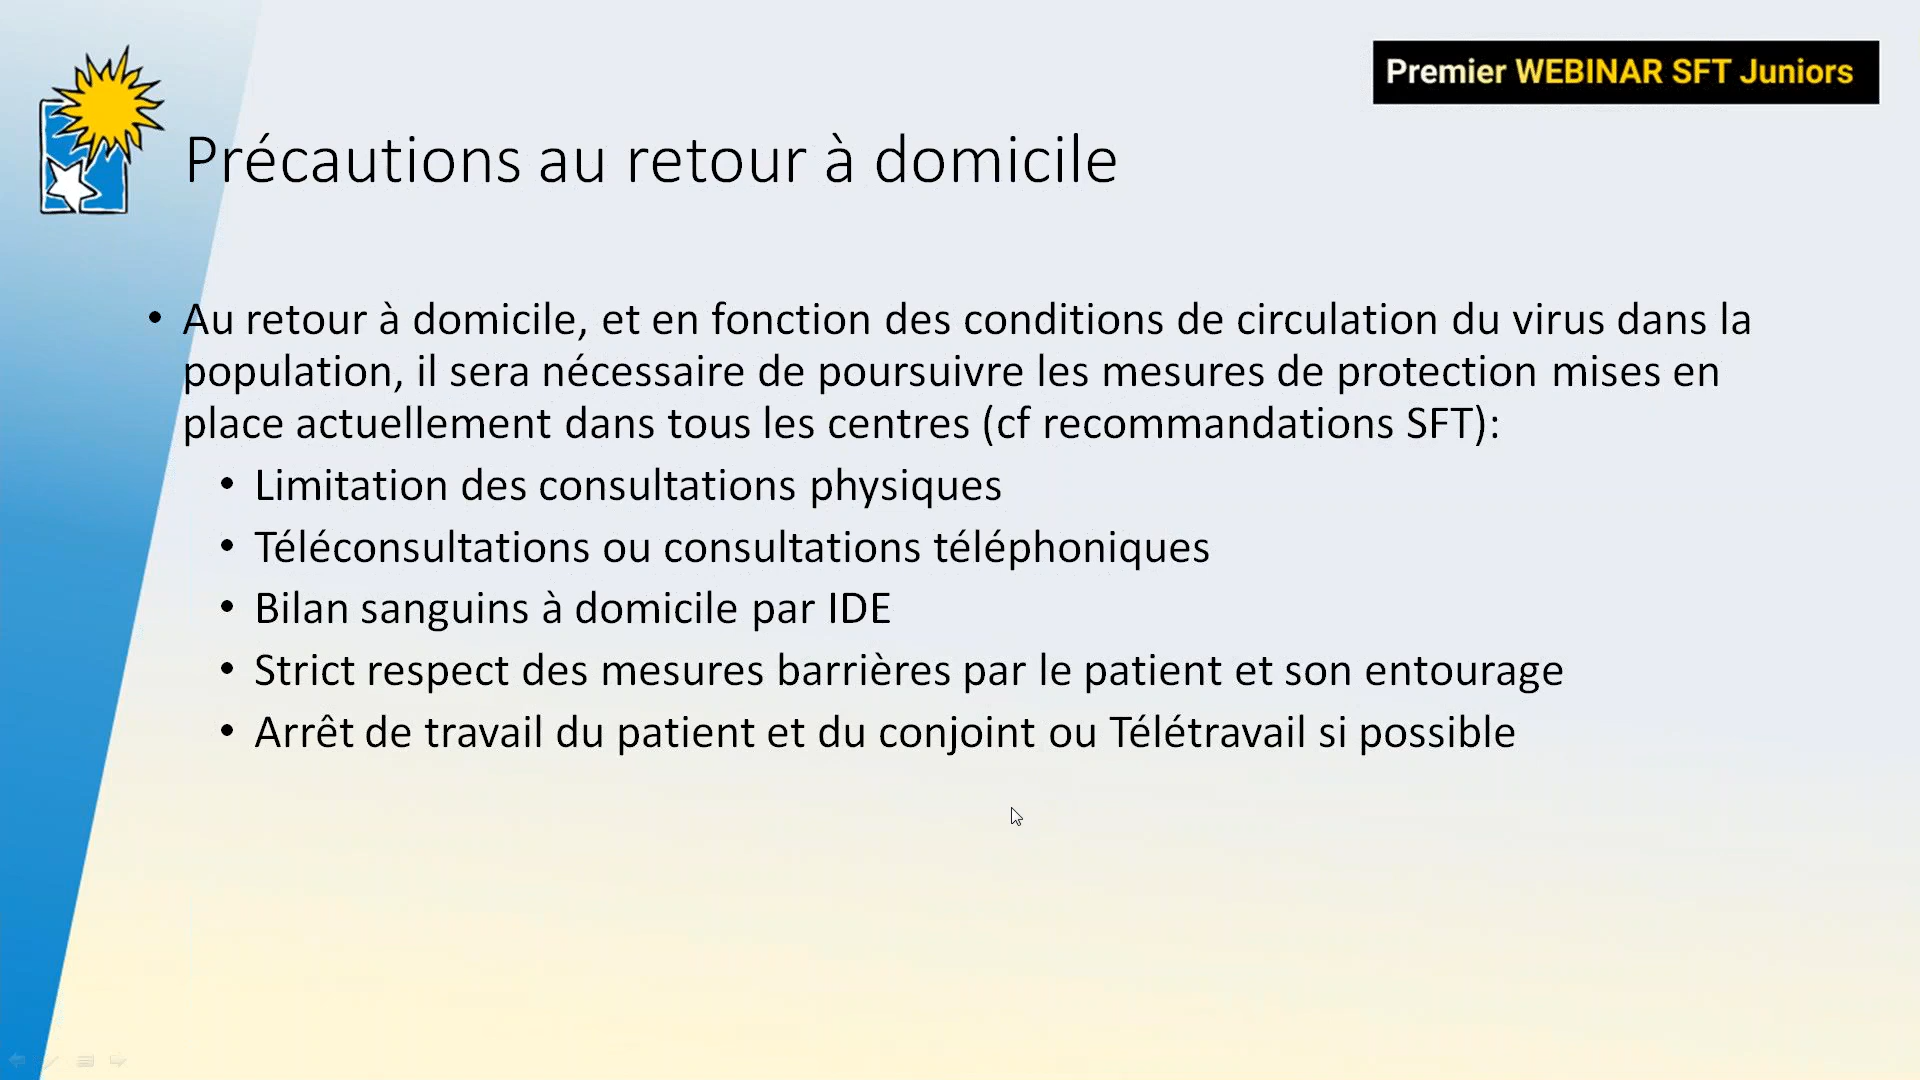 Premier WEBINAR SFT Juniors
Précautions au retour à domicile
• Au retour à domicile, et en fonction des conditions de circulation du virus dans la
population, il sera nécessaire de poursuivre les mesures de protection mises en
place actuellement dans tous les centres (cf recommandations SFT):
• Limitation des consultations physiques
• Téléconsultations ou consultations téléphoniques
• Bilan sanguins à domicile par IDE
• Strict respect des mesures barrières par le patient et son entourage
• Arrêt de travail du patient et du conjoint ou Télétravail si possible